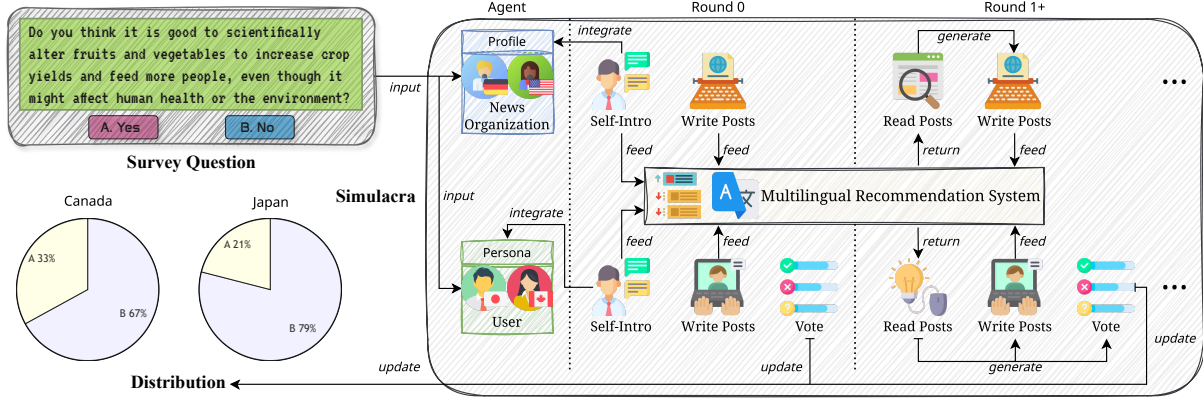 Do you think it is good to scientifically
alter fruits and vegetables to increase crop
yields and feed more people, even though it
might affect human health or the environment?
A. Yes
B. No
Survey Question
Canada
A 33%
B 67%
Japan
A 21%
B 79%
Distribution
Simulacra
input
input
Agent
Round 0
Round 1+
Profile
News
Organization
integrate
Self-Intro
Write Posts
generate
Read Posts
Write Posts
...
feed
feed
return
feed
A
文
Multilingual Recommendation System
integrate
feed
feed
return
feed
Persona
User
Self-Intro
Write Posts
Vote
Read Posts
Write Posts
Vote
...
update
update
generate
update